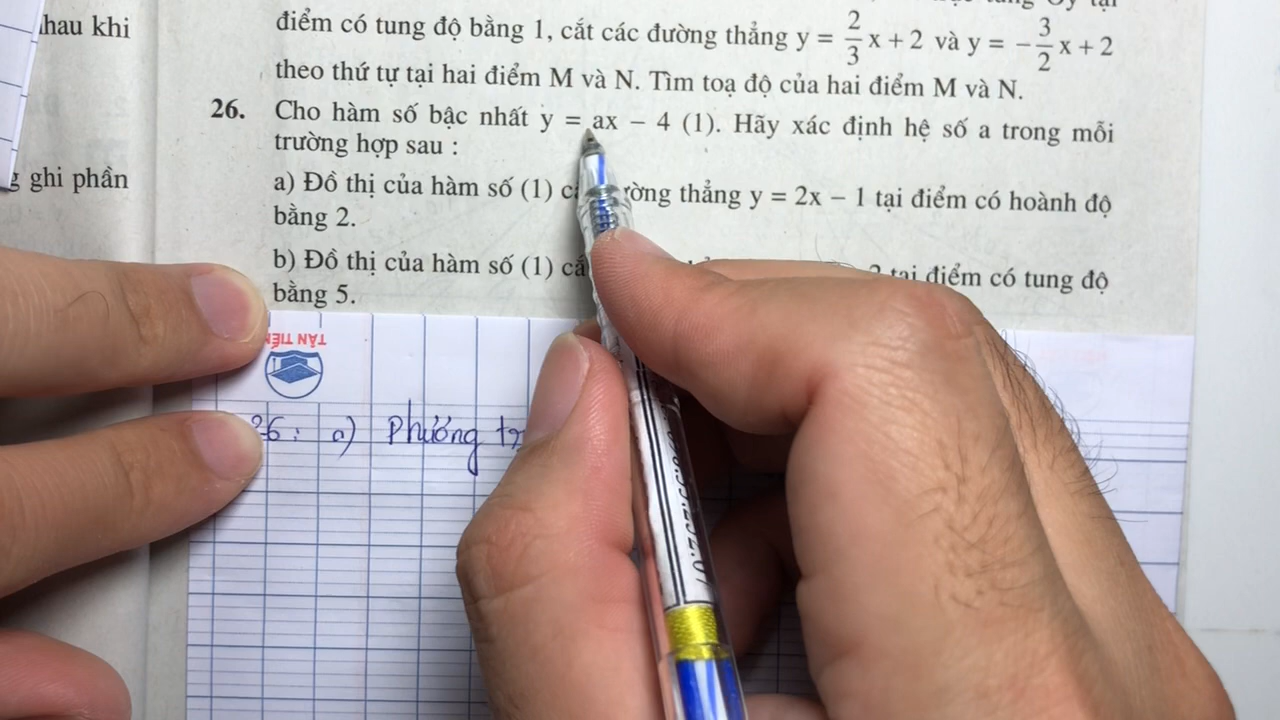 nhau khi
ghi phần
điểm có tung độ bằng 1, cắt các đường thẳng y = 2/3 x + 2 và y = −3/2 x + 2
theo thứ tự tại hai điểm M và N. Tìm toạ độ của hai điểm M và N.
26. Cho hàm số bậc nhất y = ax − 4 (1). Hãy xác định hệ số a trong mỗi
trường hợp sau :
a) Đồ thị của hàm số (1) thẳng y = 2x − 1 tại điểm có hoành độ
bằng 2.
b) Đồ thị của hàm số (1) tại điểm có tung độ
bằng 5.
TÂN TIẾN
26: a) Phương